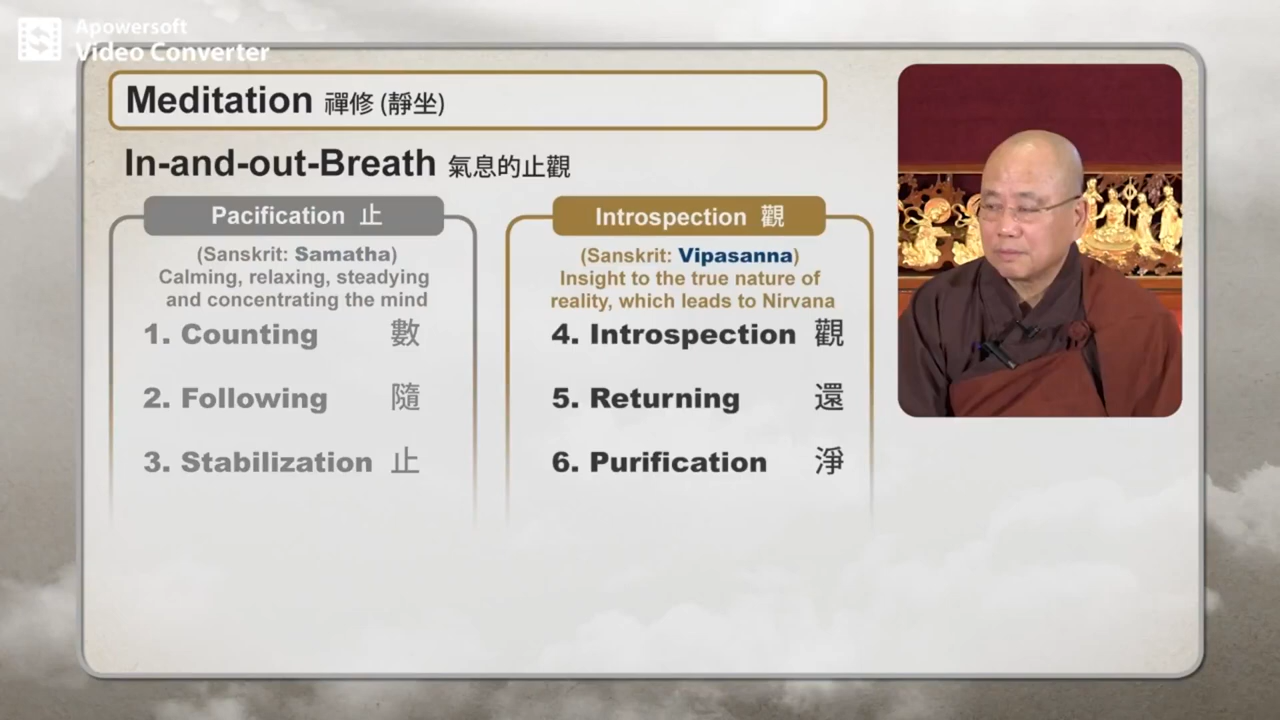 Apowersoft
Video Converter
Meditation 禪修 (靜坐)
In-and-out-Breath 氣息的止觀
Pacification 止
(Sanskrit: Samatha)
Calming, relaxing, steadying
and concentrating the mind
1. Counting 數
2. Following 隨
3. Stabilization 止
Introspection 觀
(Sanskrit: Vipasanna)
Insight to the true nature of
reality, which leads to Nirvana
4. Introspection 觀
5. Returning 還
6. Purification 淨